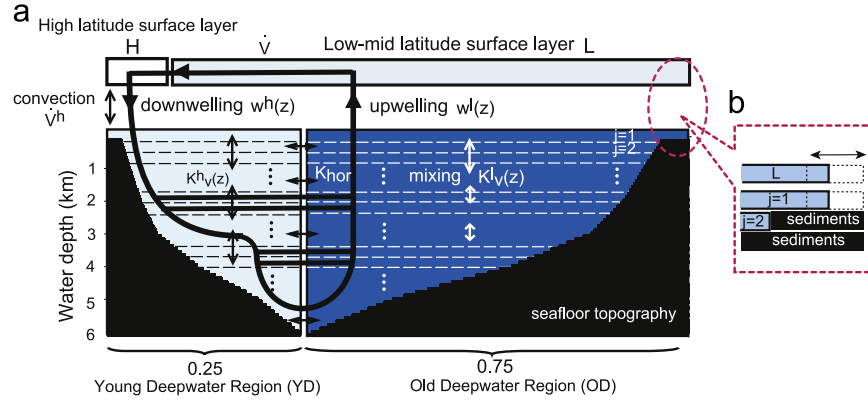 a
High latitude surface layer
H
V̇
Low-mid latitude surface layer L
convection
V̇ʰ
downwelling wʰ(z)
upwelling wˡ(z)
b
j=1
j=2
1
Kʰᵥ(z)
Khor
mixing Kˡᵥ(z)
2
3
4
5
6
Water depth (km)
seafloor topography
L
j=1
j=2 sediments
sediments
0.25
0.75
Young Deepwater Region (YD)
Old Deepwater Region (OD)